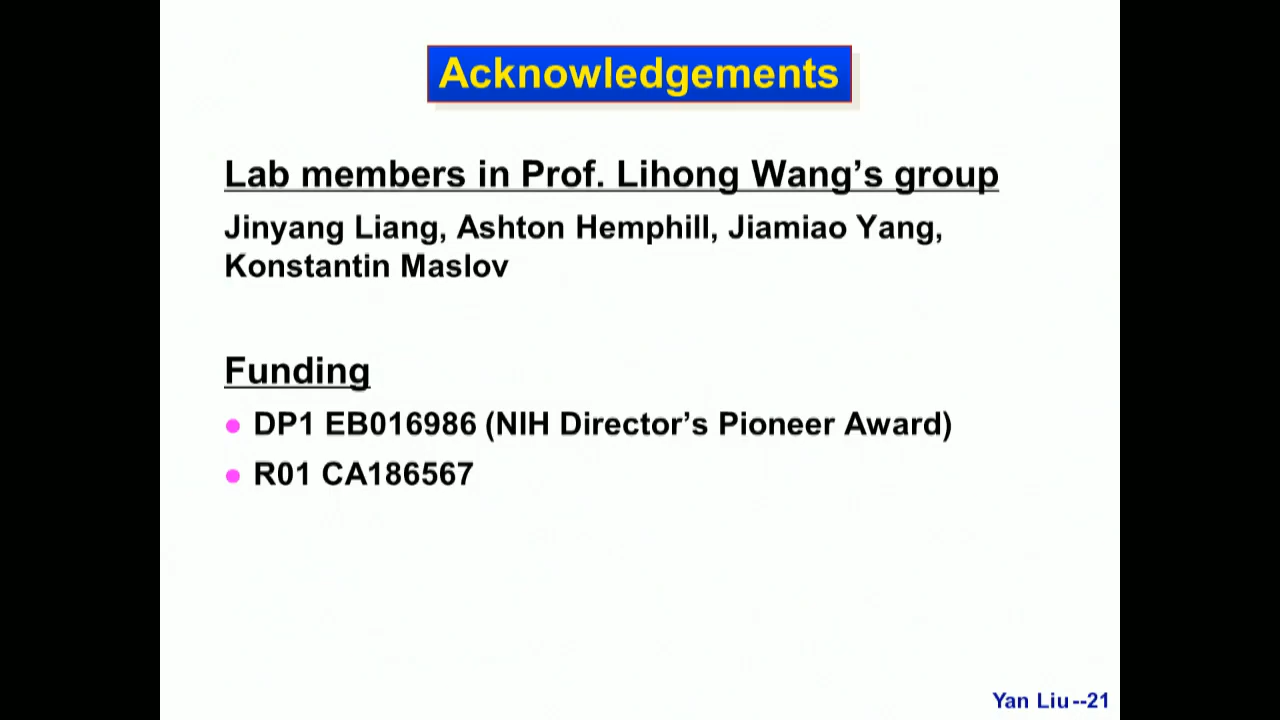 Acknowledgements
Lab members in Prof. Lihong Wang’s group
Jinyang Liang, Ashton Hemphill, Jiamiao Yang,
Konstantin Maslov
Funding
● DP1 EB016986 (NIH Director’s Pioneer Award)
● R01 CA186567
Yan Liu--21